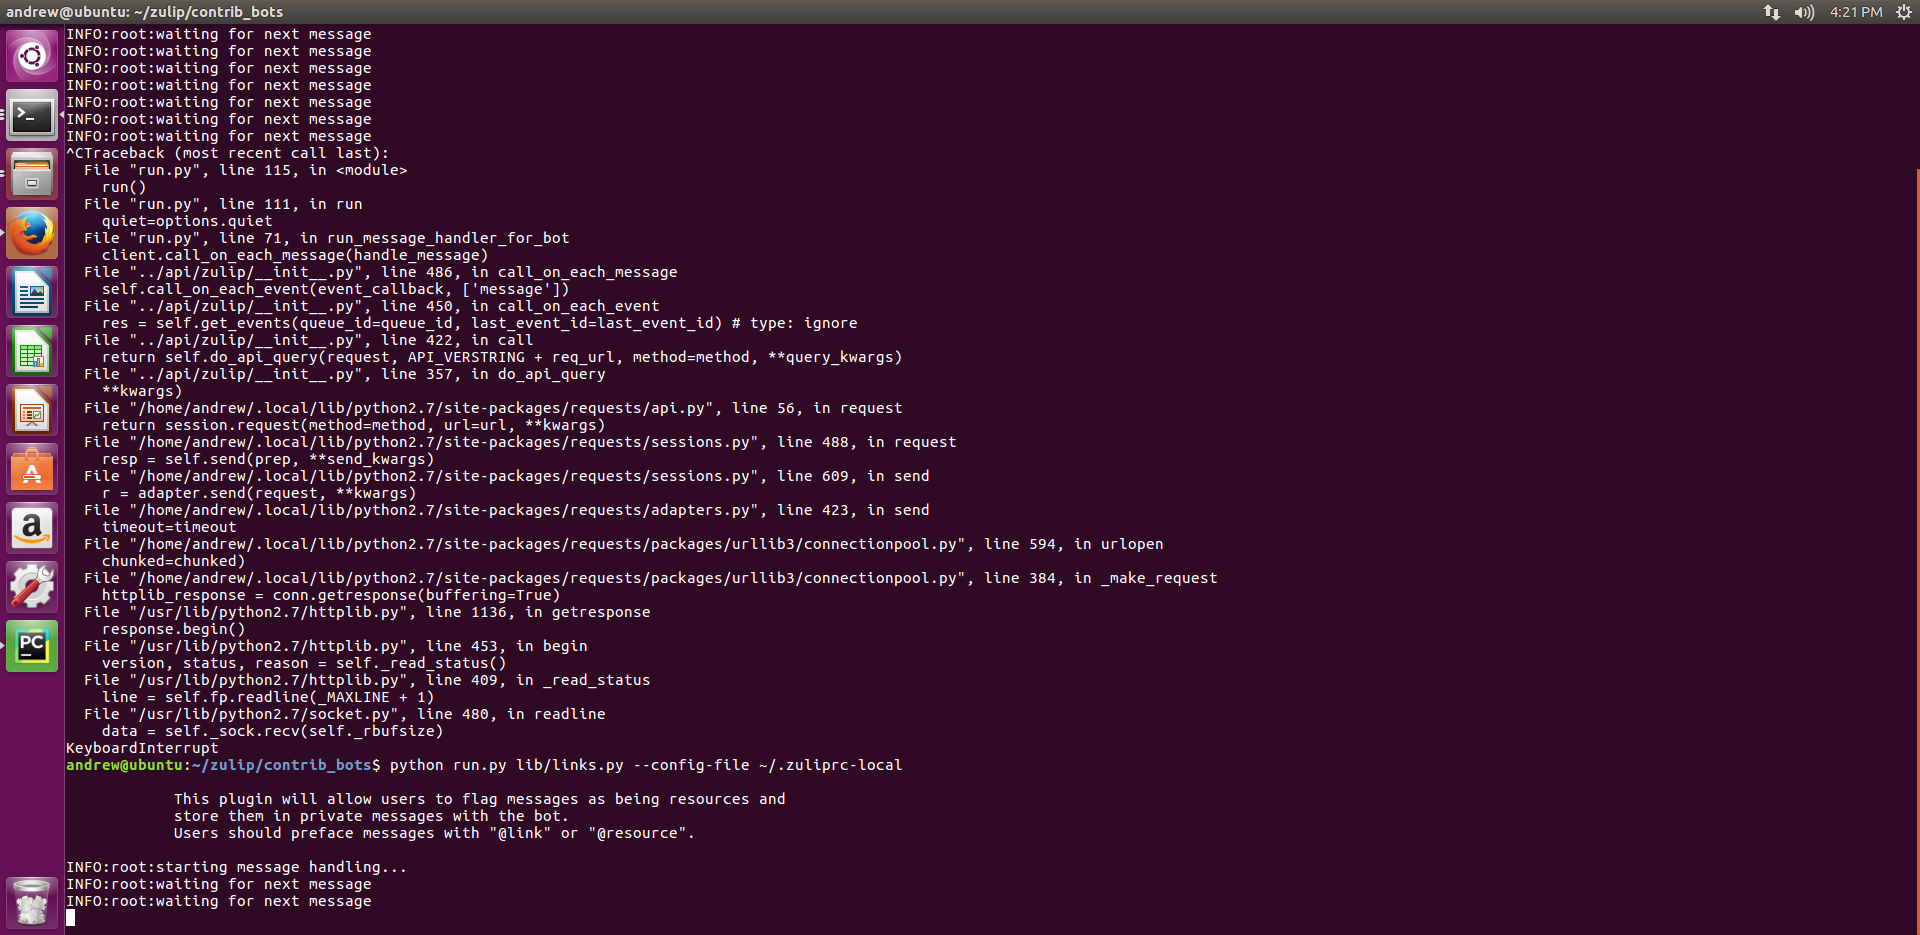 andrew@ubuntu: ~/zulip/contrib_bots
4:21 PM
INFO:root:waiting for next message
INFO:root:waiting for next message
INFO:root:waiting for next message
INFO:root:waiting for next message
INFO:root:waiting for next message
INFO:root:waiting for next message
INFO:root:waiting for next message
^CTraceback (most recent call last):
  File "run.py", line 115, in <module>
    run()
  File "run.py", line 111, in run
    quiet=options.quiet
  File "run.py", line 71, in run_message_handler_for_bot
    client.call_on_each_message(handle_message)
  File "../api/zulip/__init__.py", line 486, in call_on_each_message
    self.call_on_each_event(event_callback, ['message'])
  File "../api/zulip/__init__.py", line 450, in call_on_each_event
    res = self.get_events(queue_id=queue_id, last_event_id=last_event_id) # type: ignore
  File "../api/zulip/__init__.py", line 422, in call
    return self.do_api_query(request, API_VERSTRING + req_url, method=method, **query_kwargs)
  File "../api/zulip/__init__.py", line 357, in do_api_query
    **kwargs)
  File "/home/andrew/.local/lib/python2.7/site-packages/requests/api.py", line 56, in request
    return session.request(method=method, url=url, **kwargs)
  File "/home/andrew/.local/lib/python2.7/site-packages/requests/sessions.py", line 488, in request
    resp = self.send(prep, **send_kwargs)
  File "/home/andrew/.local/lib/python2.7/site-packages/requests/sessions.py", line 609, in send
    r = adapter.send(request, **kwargs)
  File "/home/andrew/.local/lib/python2.7/site-packages/requests/adapters.py", line 423, in send
    timeout=timeout
  File "/home/andrew/.local/lib/python2.7/site-packages/requests/packages/urllib3/connectionpool.py", line 594, in urlopen
    chunked=chunked)
  File "/home/andrew/.local/lib/python2.7/site-packages/requests/packages/urllib3/connectionpool.py", line 384, in _make_request
    httplib_response = conn.getresponse(buffering=True)
  File "/usr/lib/python2.7/httplib.py", line 1136, in getresponse
    response.begin()
  File "/usr/lib/python2.7/httplib.py", line 453, in begin
    version, status, reason = self._read_status()
  File "/usr/lib/python2.7/httplib.py", line 409, in _read_status
    line = self.fp.readline(_MAXLINE + 1)
  File "/usr/lib/python2.7/socket.py", line 480, in readline
    data = self._sock.recv(self._rbufsize)
KeyboardInterrupt
andrew@ubuntu:~/zulip/contrib_bots$ python run.py lib/links.py --config-file ~/.zuliprc-local
            This plugin will allow users to flag messages as being resources and
            store them in private messages with the bot.
            Users should preface messages with "@link" or "@resource".
INFO:root:starting message handling...
INFO:root:waiting for next message
INFO:root:waiting for next message
PC